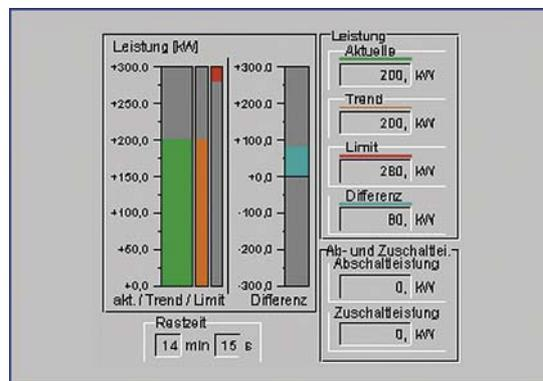 Leistung [kW]
+300.0
+250.0
+200,0
+150,0
+100,0
+50,0
+0,0
akt. / Trend / Limit
+300.0
+200.0
+100,0
+0,0
-100,0
-200,0
-300.0
Differenz
Restzeit
14 min 15 s
Leistung
Aktuelle
200, kW
Trend
200, kW
Limit
280, kW
Differenz
80, kW
Ab- und Zuschaltlei.
Abschaltleistung
0, kW
Zuschaltleistung
0, kW